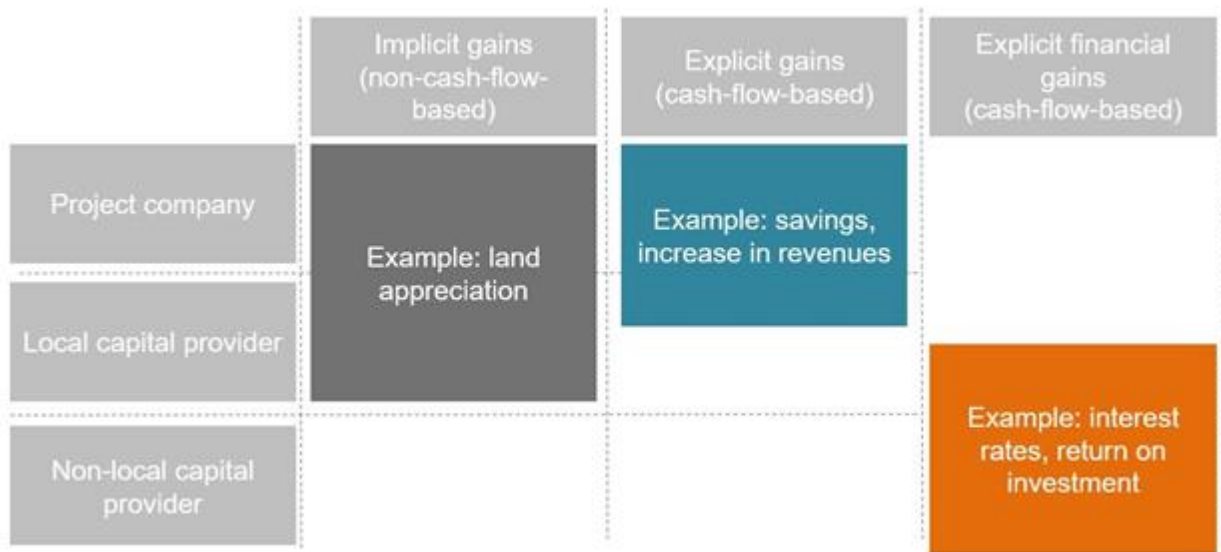 Implicit gains
(non-cash-flow-
based)
Explicit gains
(cash-flow-based)
Explicit financial
gains
(cash-flow-based)
Project company
Example: land
appreciation
Example: savings,
increase in revenues
Local capital provider
Non-local capital
provider
Example: interest
rates, return on
investment